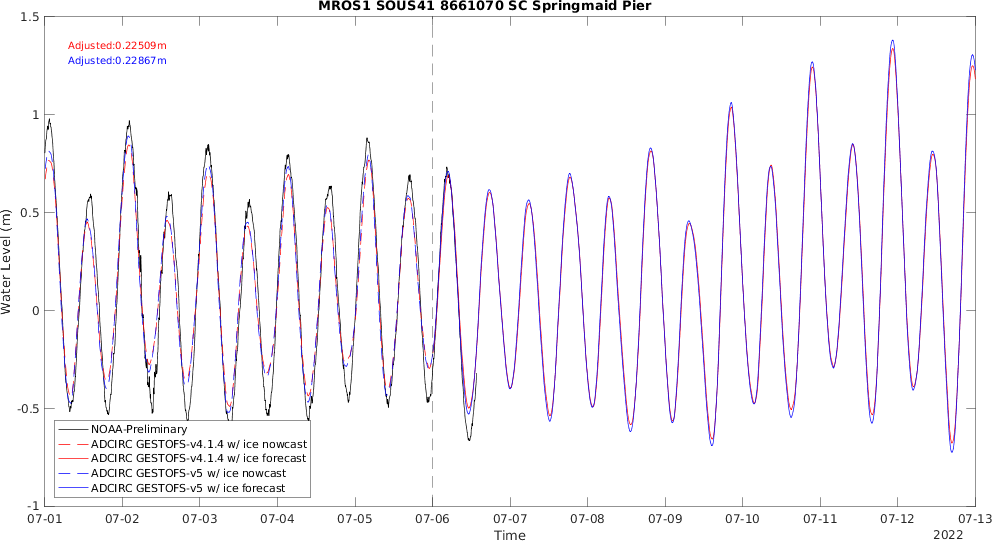 MROS1 SOUS41 8661070 SC Springmaid Pier
Adjusted:0.22509m
Adjusted:0.22867m
1.5
1
0.5
0
-0.5
-1
Water Level (m)
NOAA-Preliminary
ADCIRC GESTOFS-v4.1.4 w/ ice nowcast
ADCIRC GESTOFS-v4.1.4 w/ ice forecast
ADCIRC GESTOFS-v5 w/ ice nowcast
ADCIRC GESTOFS-v5 w/ ice forecast
07-01 07-02 07-03 07-04 07-05 07-06 07-07 07-08 07-09 07-10 07-11 07-12 07-13
Time
2022